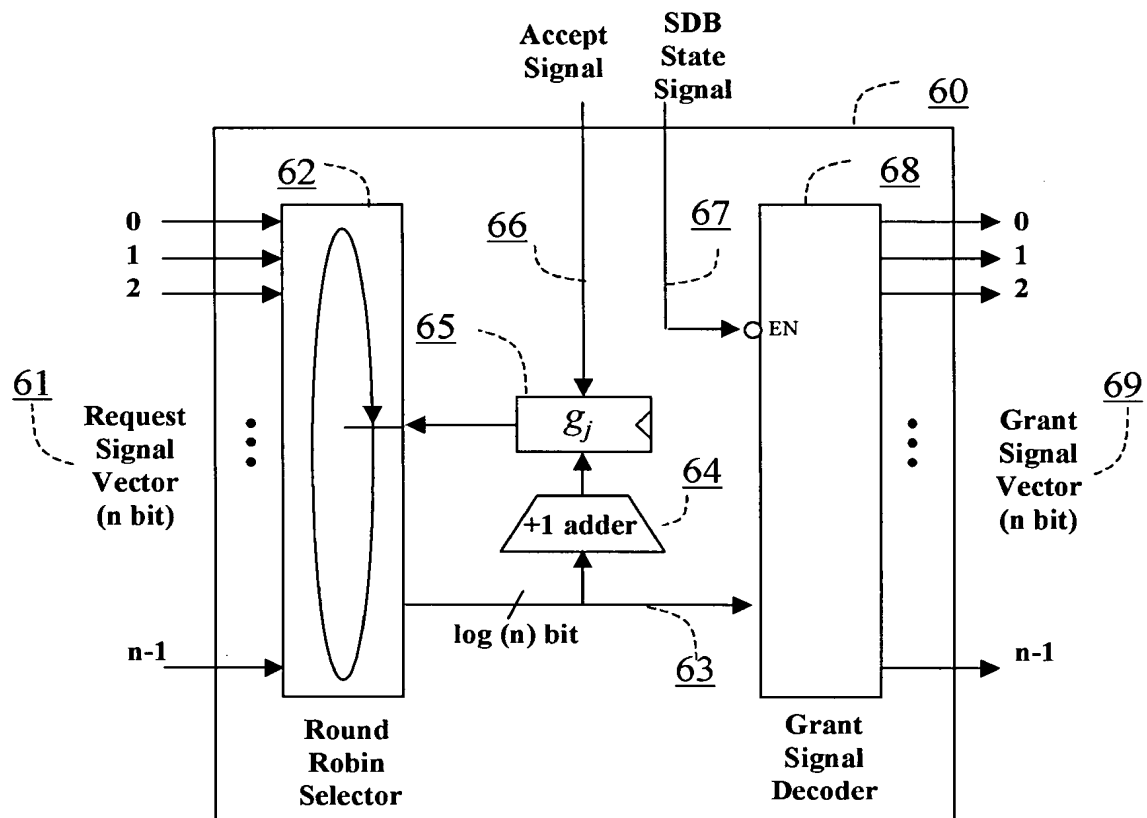 Accept
Signal
SDB
State
Signal
60
62
68
0
1
2
66
67
0
1
2
EN
65
61
Request
Signal
Vector
(n bit)
g_j
69
Grant
Signal
Vector
(n bit)
64
+1 adder
log (n) bit
63
n-1
n-1
Round
Robin
Selector
Grant
Signal
Decoder